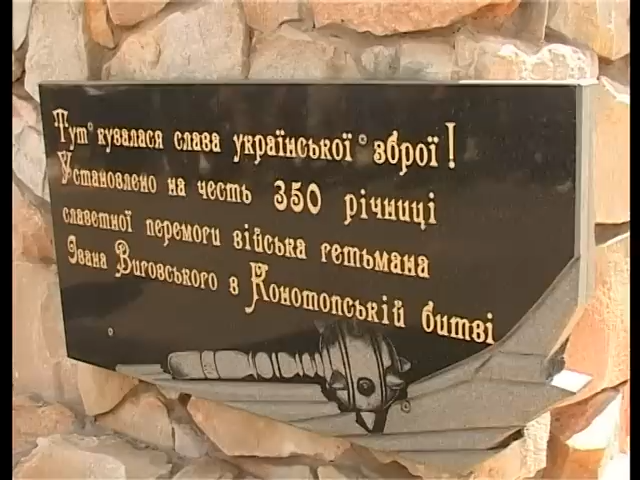 Тут кувалася слава української зброї!
Установлено на честь 350 річниці
славетної перемоги війська гетьмана
Івана Виговського в Конотопській битві